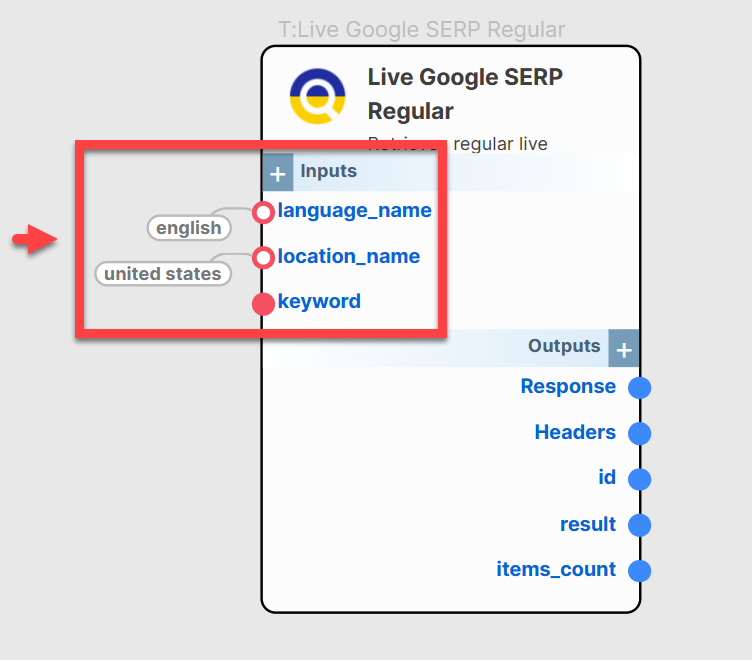 T:Live Google SERP Regular
Live Google SERP
Regular
regular live
+ Inputs
language_name
english
location_name
united states
keyword
Outputs +
Response
Headers
id
result
items_count